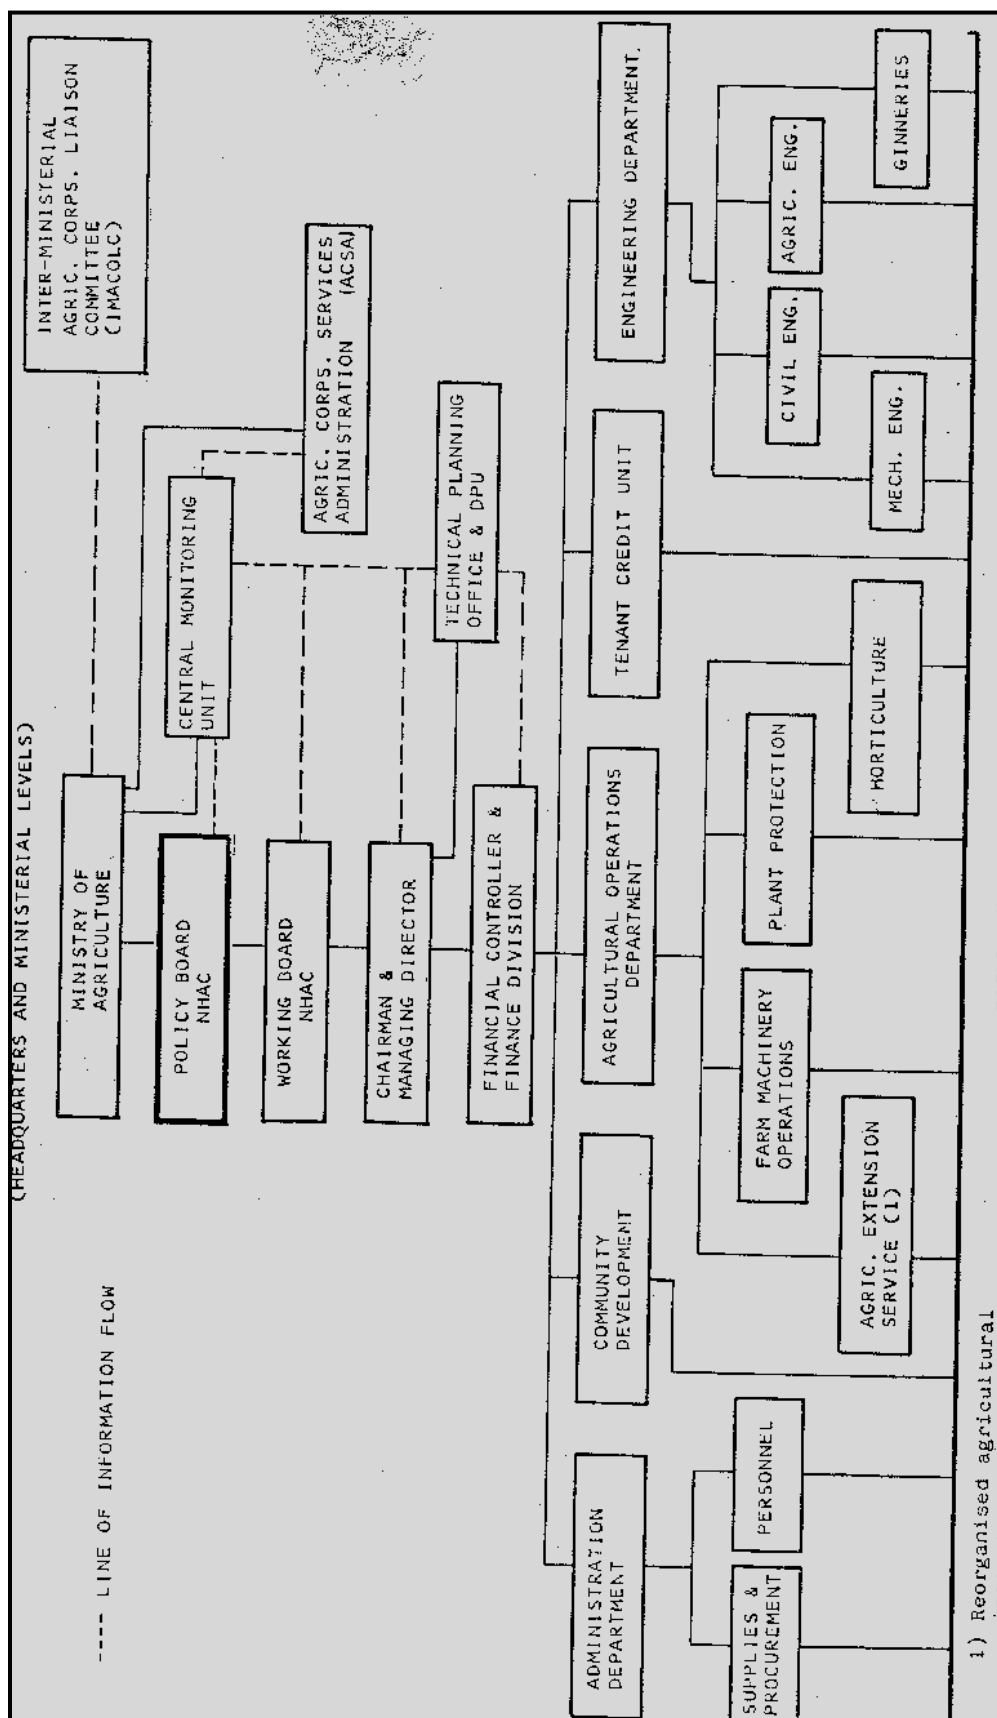 (HEADQUARTERS AND MINISTERIAL LEVELS)
---- LINE OF INFORMATION FLOW
INTER-MINISTERIAL
AGRIC. CORPS. LIAISON
COMMITTEE
(IMACOLC)
MINISTRY OF
AGRICULTURE
CENTRAL MONITORING
UNIT
AGRIC. CORPS. SERVICES
ADMINISTRATION (ACSA)
POLICY BOARD
NHAC
WORKING BOARD
NHAC
CHAIRMAN &
MANAGING DIRECTOR
TECHNICAL PLANNING
OFFICE & DPU
FINANCIAL CONTROLLER &
FINANCE DIVISION
ADMINISTRATION
DEPARTMENT
COMMUNITY
DEVELOPMENT
AGRICULTURAL OPERATIONS
DEPARTMENT
TENANT CREDIT UNIT
ENGINEERING DEPARTMENT.
SUPPLIES &
PROCUREMENT
PERSONNEL
AGRIC. EXTENSION
SERVICE (1)
FARM MACHINERY
OPERATIONS
PLANT PROTECTION
HORTICULTURE
MECH. ENG.
CIVIL ENG.
AGRIC. ENG.
GINNERIES
1) Reorganised agricultural